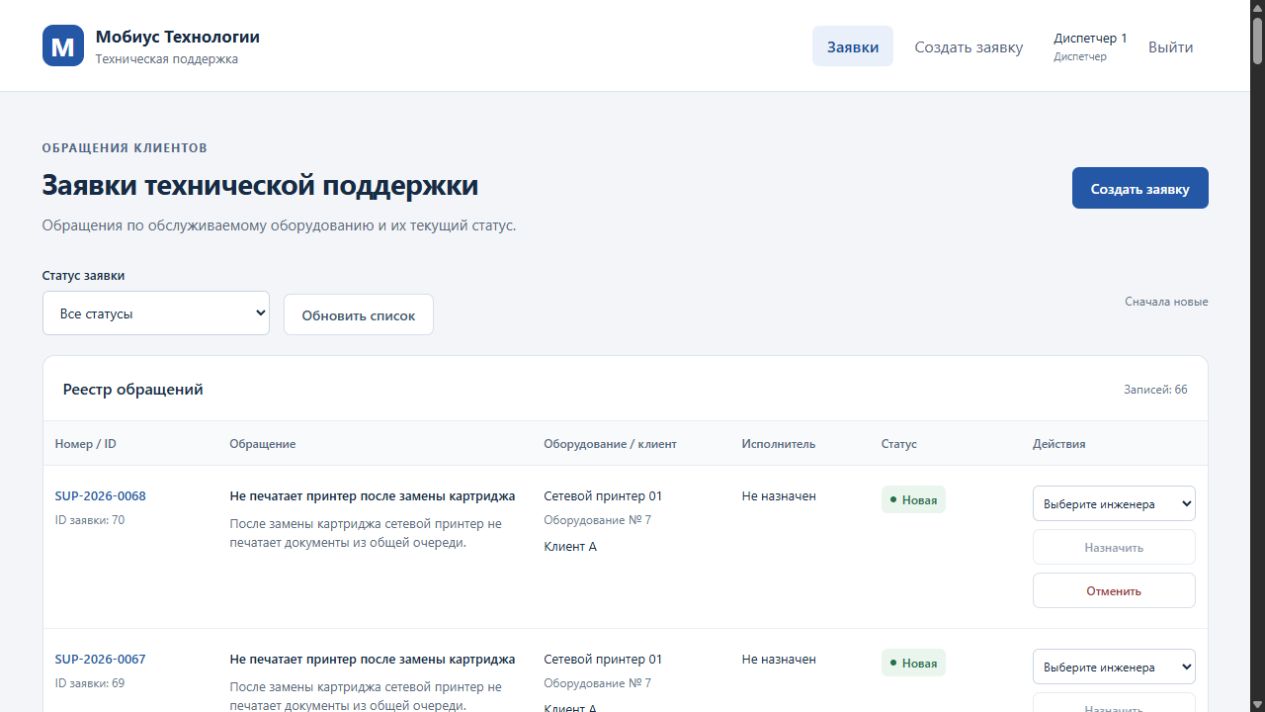 М
Мобиус Технологии
Техническая поддержка
Заявки
Создать заявку
Диспетчер 1
Диспетчер
Выйти
ОБРАЩЕНИЯ КЛИЕНТОВ
Заявки технической поддержки
Создать заявку
Обращения по обслуживаемому оборудованию и их текущий статус.
Статус заявки
Все статусы
Обновить список
Сначала новые
Реестр обращений
Записей: 66
Номер / ID
Обращение
Оборудование / клиент
Исполнитель
Статус
Действия
SUP-2026-0068
ID заявки: 70
Не печатает принтер после замены картриджа
После замены картриджа сетевой принтер не
печатает документы из общей очереди.
Сетевой принтер 01
Оборудование № 7
Клиент А
Не назначен
Новая
Выберите инженера
Назначить
Отменить
SUP-2026-0067
ID заявки: 69
Не печатает принтер после замены картриджа
После замены картриджа сетевой принтер не
печатает документы из общей очереди.
Сетевой принтер 01
Оборудование № 7
Клиент А
Не назначен
Новая
Выберите инженера
Назначить